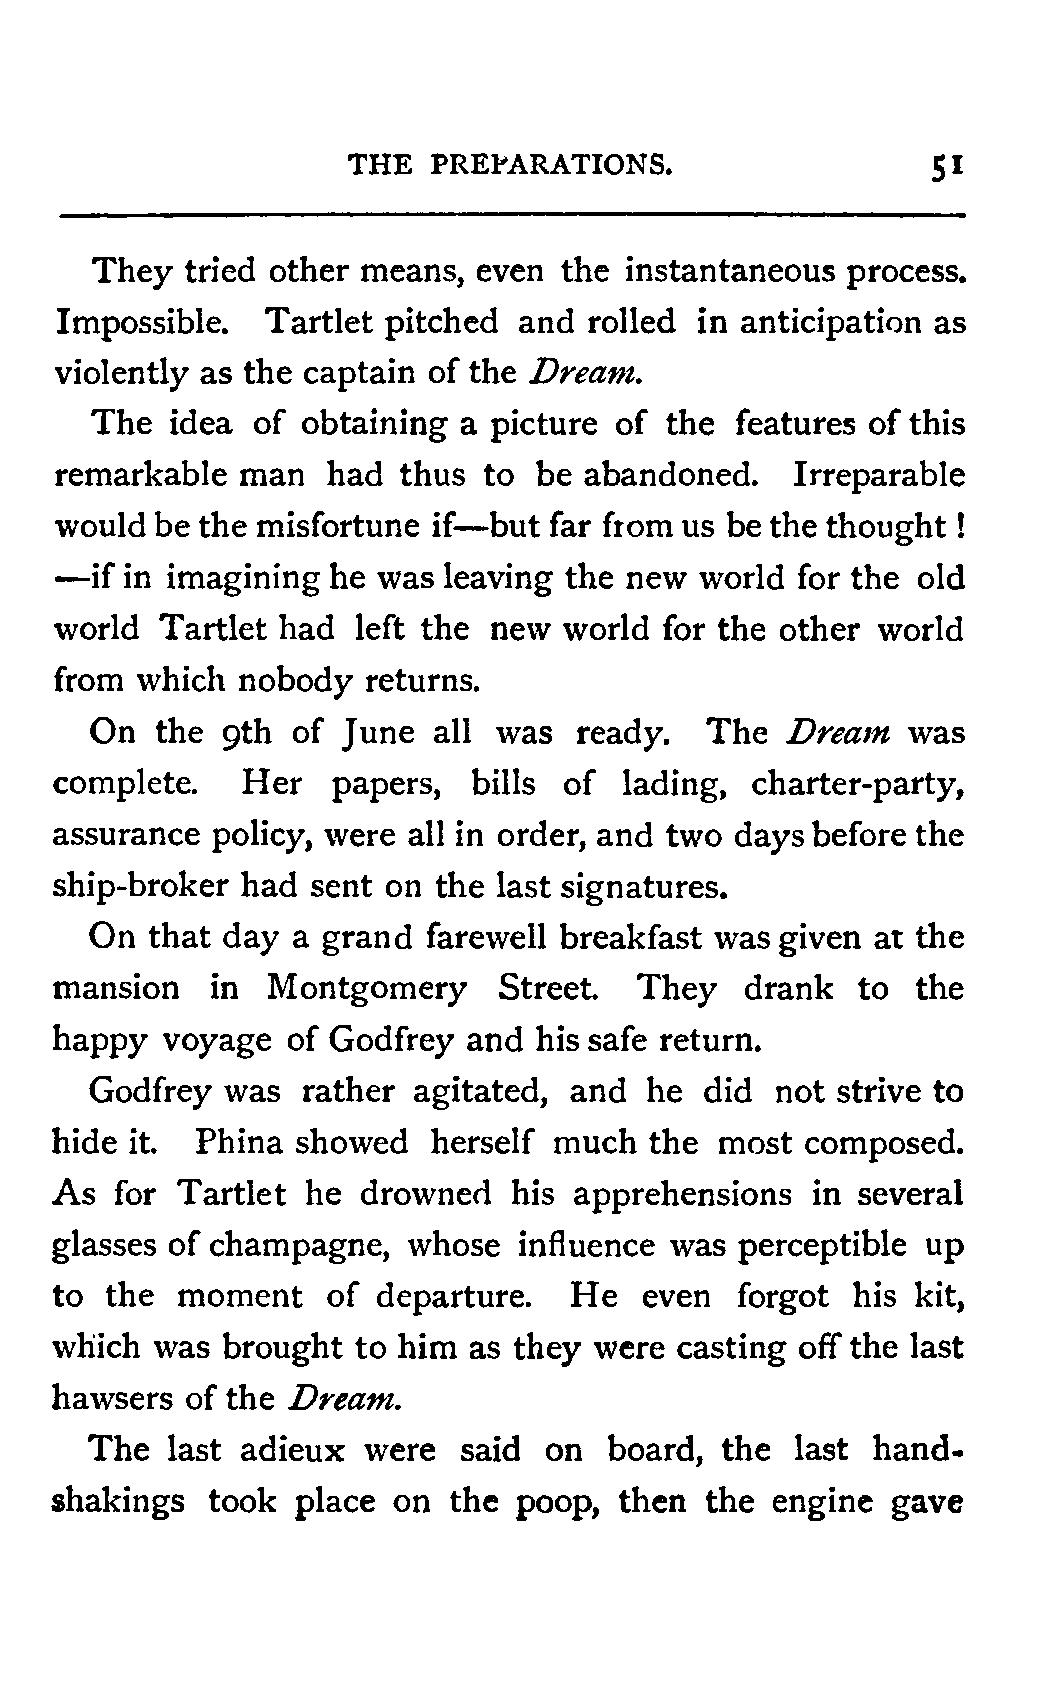 THE PREPARATIONS. 51
They tried other means, even the instantaneous process.
Impossible. Tartlet pitched and rolled in anticipation as
violently as the captain of the Dream.
The idea of obtaining a picture of the features of this
remarkable man had thus to be abandoned. Irreparable
would be the misfortune if—but far from us be the thought !
—if in imagining he was leaving the new world for the old
world Tartlet had left the new world for the other world
from which nobody returns.
On the 9th of June all was ready. The Dream was
complete. Her papers, bills of lading, charter-party,
assurance policy, were all in order, and two days before the
ship-broker had sent on the last signatures.
On that day a grand farewell breakfast was given at the
mansion in Montgomery Street. They drank to the
happy voyage of Godfrey and his safe return.
Godfrey was rather agitated, and he did not strive to
hide it. Phina showed herself much the most composed.
As for Tartlet he drowned his apprehensions in several
glasses of champagne, whose influence was perceptible up
to the moment of departure. He even forgot his kit,
which was brought to him as they were casting off the last
hawsers of the Dream.
The last adieux were said on board, the last hand-
shakings took place on the poop, then the engine gave